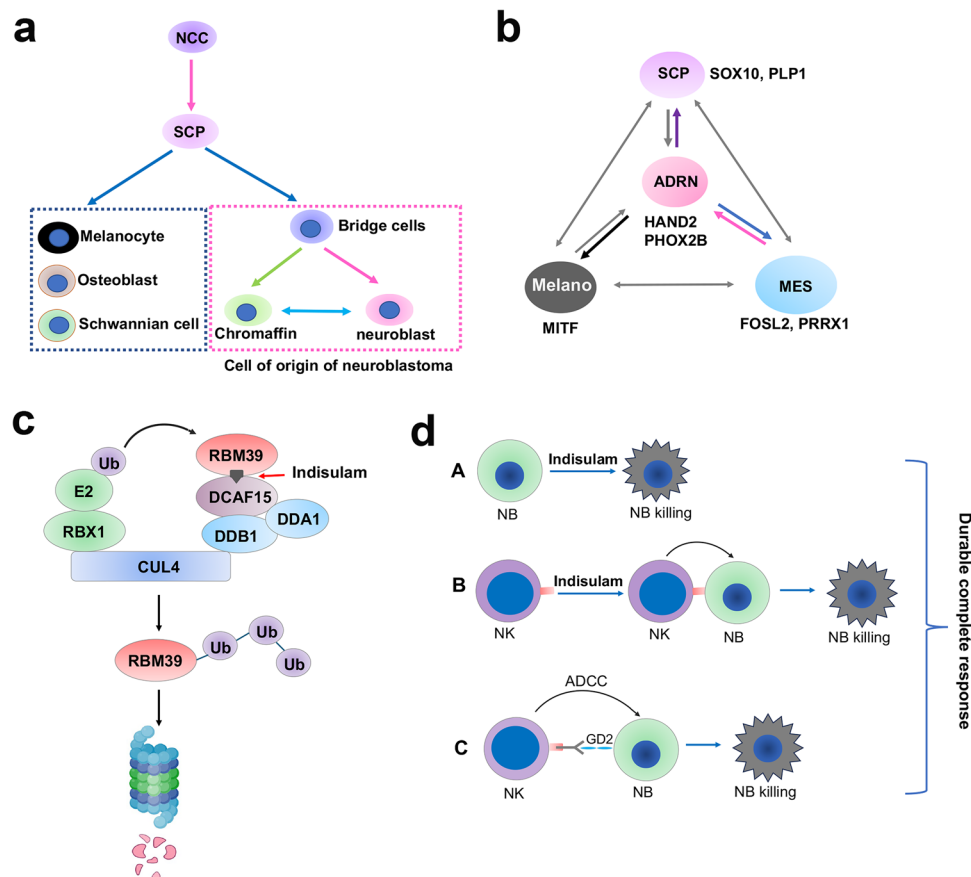 a
NCC
SCP
Melanocyte
Osteoblast
Schwannian cell
Bridge cells
Chromaffin
neuroblast
Cell of origin of neuroblastoma
b
SCP
SOX10, PLP1
ADRN
HAND2
PHOX2B
Melano
MITF
MES
FOSL2, PRRX1
c
Ub
E2
RBX1
CUL4
RBM39
Indisulam
DCAF15
DDA1
DDB1
RBM39
Ub
Ub
Ub
d
A
NB
Indisulam
NB killing
B
NK
Indisulam
NK
NB
NB killing
C
ADCC
GD2
NK
NB
NB killing
Durable complete
response